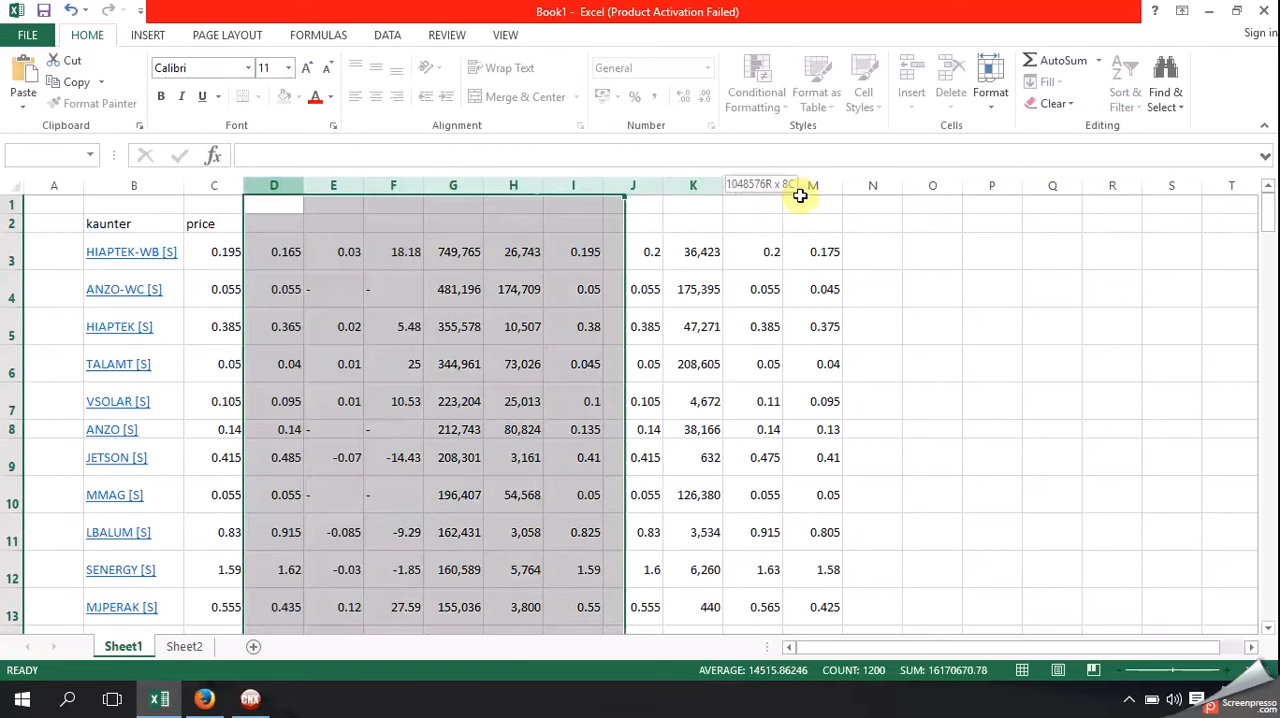 Book1 - Excel (Product Activation Failed)
?
FILE HOME INSERT PAGE LAYOUT FORMULAS DATA REVIEW VIEW Sign in
Paste
Cut
Copy
Format Painter
Calibri 11
B I U A
Wrap Text
Merge & Center
General
%
Conditional Formatting
Format as Table
Cell Styles
Insert
Delete
Format
AutoSum
Fill
Clear
Sort & Filter
Find & Select
Clipboard Font Alignment Number Styles Cells Editing
fx
1048576R x 8C
A B C D E F G H I J K M N O P Q R S T
1
2 kaunter price
3 HIAPTEK-WB [S] 0.195 0.165 0.03 18.18 749,765 26,743 0.195 0.2 36,423 0.2 0.175
4 ANZO-WC [S] 0.055 0.055 - - 481,196 174,709 0.05 0.055 175,395 0.055 0.045
5 HIAPTEK [S] 0.385 0.365 0.02 5.48 355,578 10,507 0.38 0.385 47,271 0.385 0.375
6 TALAMT [S] 0.05 0.04 0.01 25 344,961 73,026 0.045 0.05 208,605 0.05 0.04
7 VSOLAR [S] 0.105 0.095 0.01 10.53 223,204 25,013 0.1 0.105 4,672 0.11 0.095
8 ANZO [S] 0.14 0.14 - - 212,743 80,824 0.135 0.14 38,166 0.14 0.13
9 JETSON [S] 0.415 0.485 -0.07 -14.43 208,301 3,161 0.41 0.415 632 0.475 0.41
10 MMAG [S] 0.055 0.055 - - 196,407 54,568 0.05 0.055 126,380 0.055 0.05
11 LBALUM [S] 0.83 0.915 -0.085 -9.29 162,431 3,058 0.825 0.83 3,534 0.915 0.805
12 SENERGY [S] 1.59 1.62 -0.03 -1.85 160,589 5,764 1.59 1.6 6,260 1.63 1.58
13 MJPERAK [S] 0.555 0.435 0.12 27.59 155,036 3,800 0.55 0.555 440 0.565 0.425
Sheet1 Sheet2
READY AVERAGE: 14515.86246 COUNT: 1200 SUM: 16170670.78
GNX
Screenpresso
.com